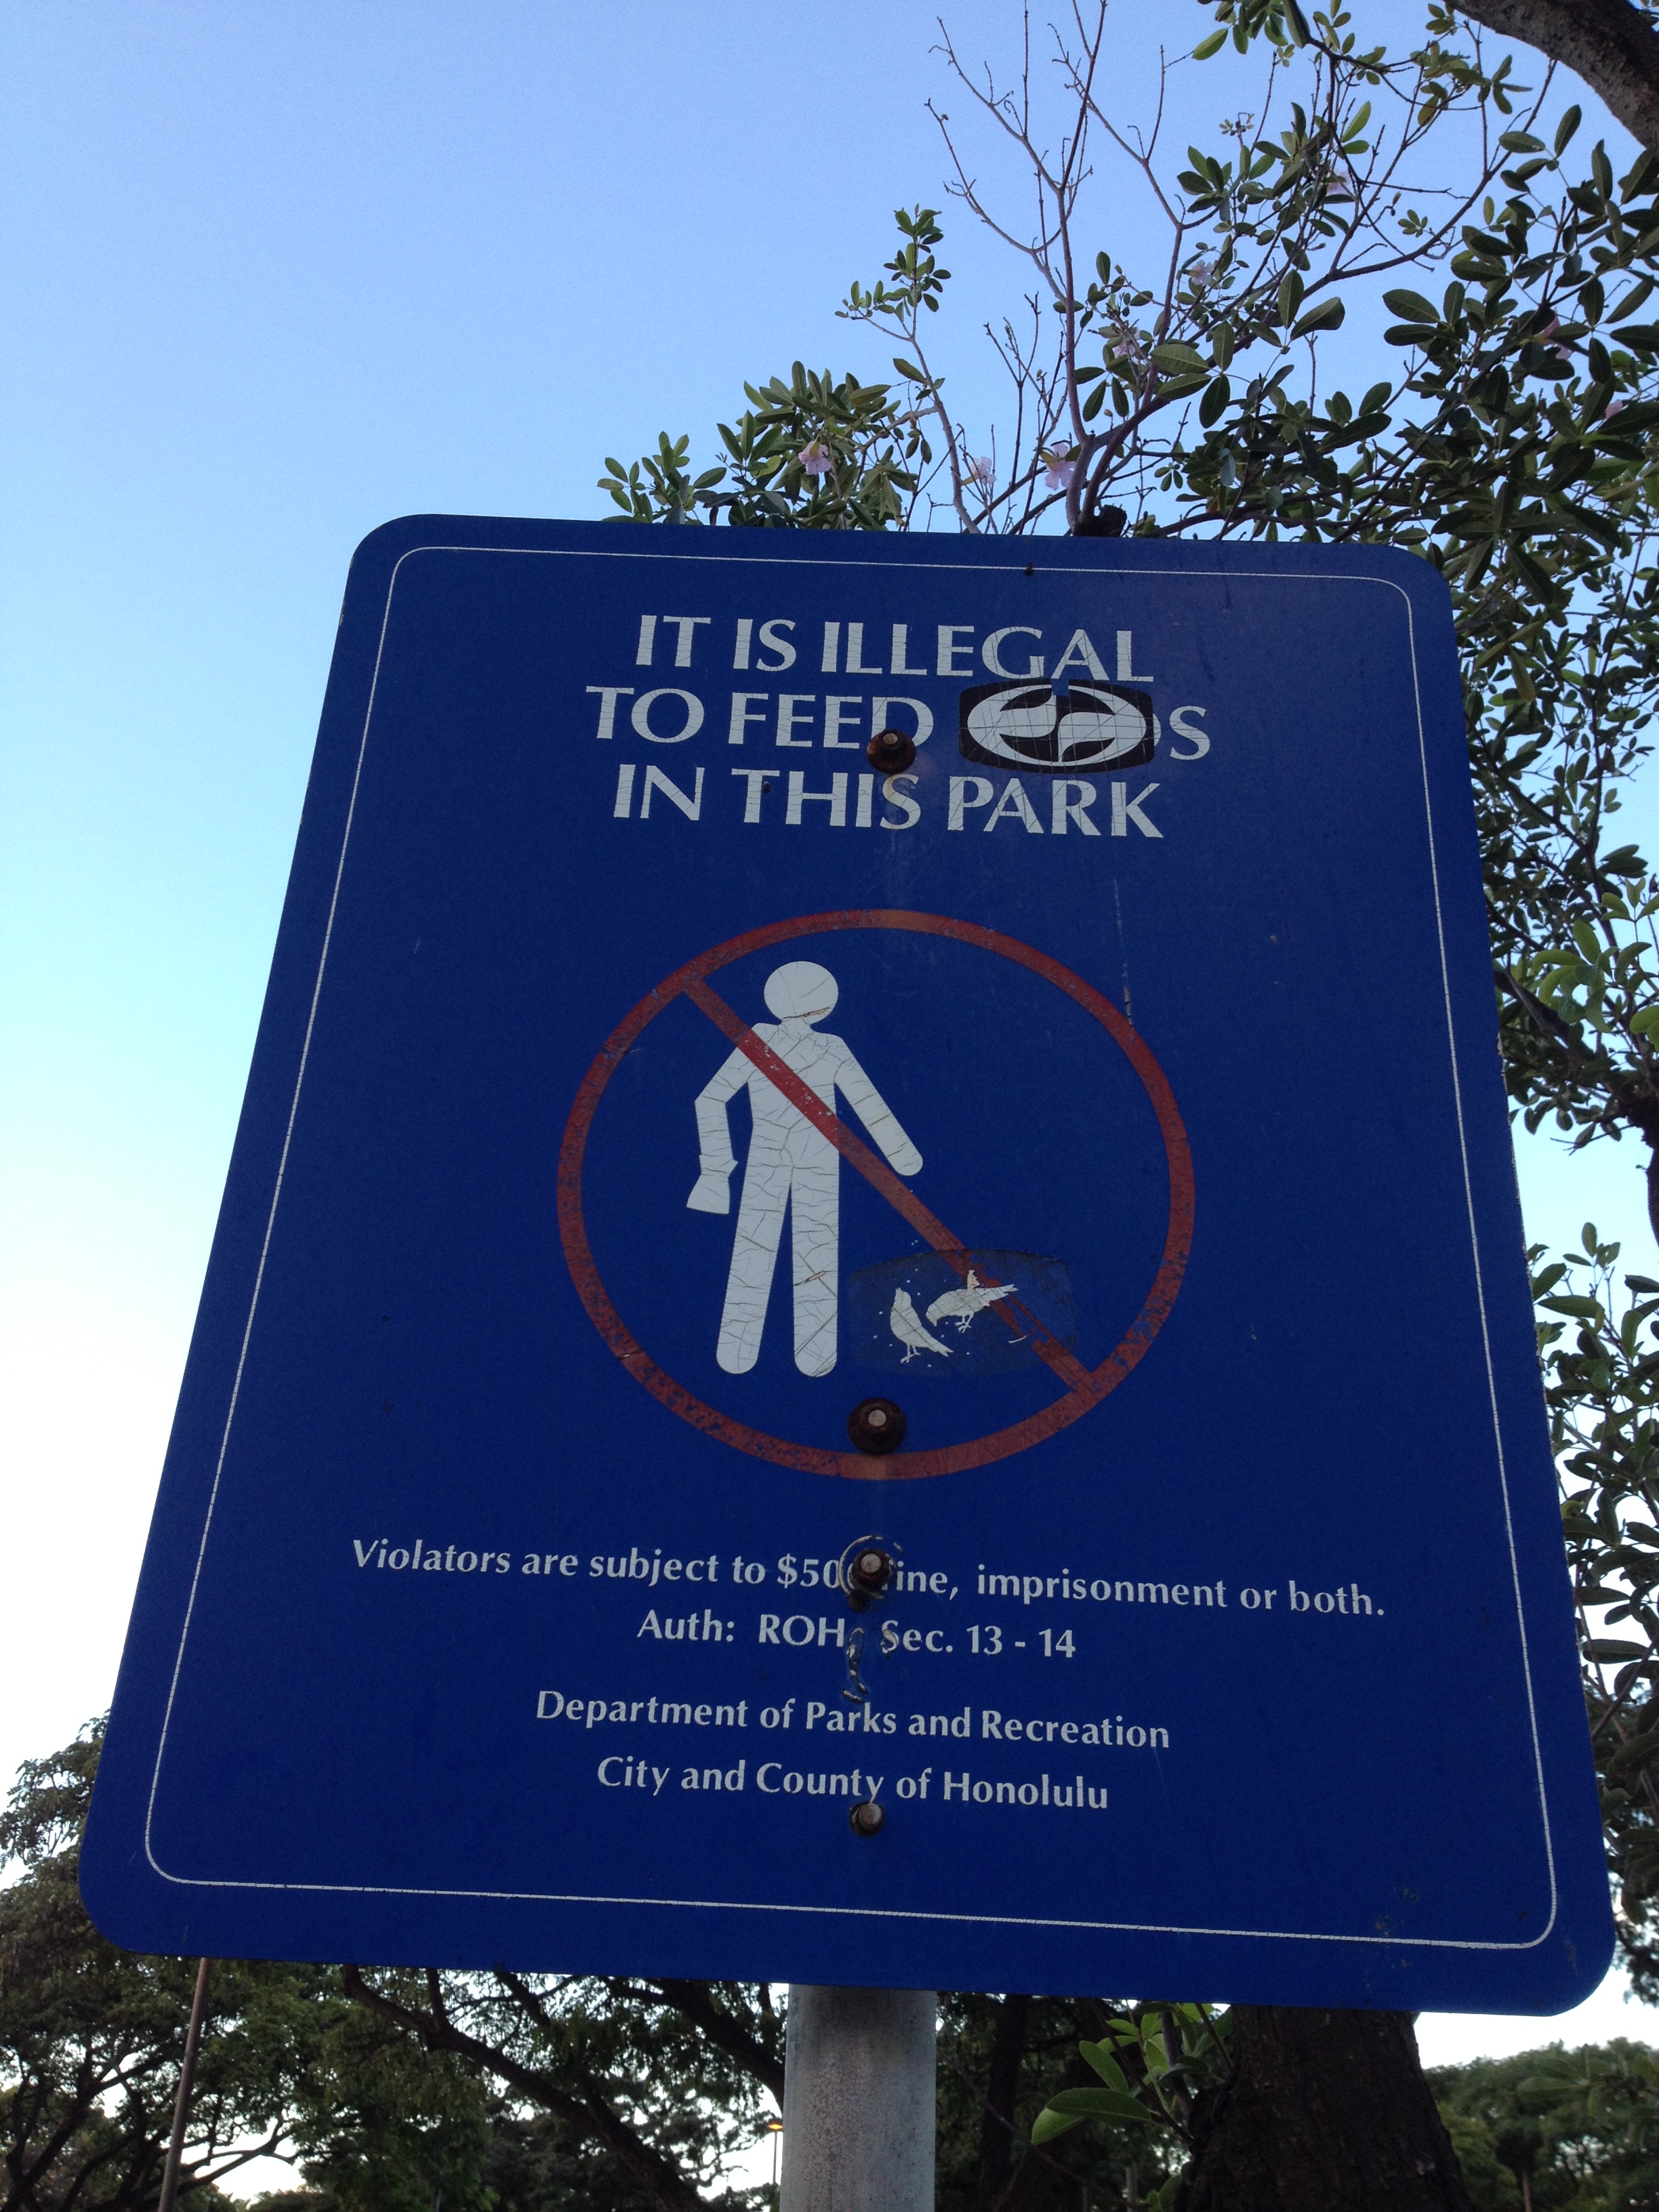 IT IS ILLEGAL
TO FEED
IN THIS PARK
Violators are subject to imprisonment or both.
Auth: ROH, Sec. 13 - 14
Department of Parks and Recreation
City and County of Honolulu